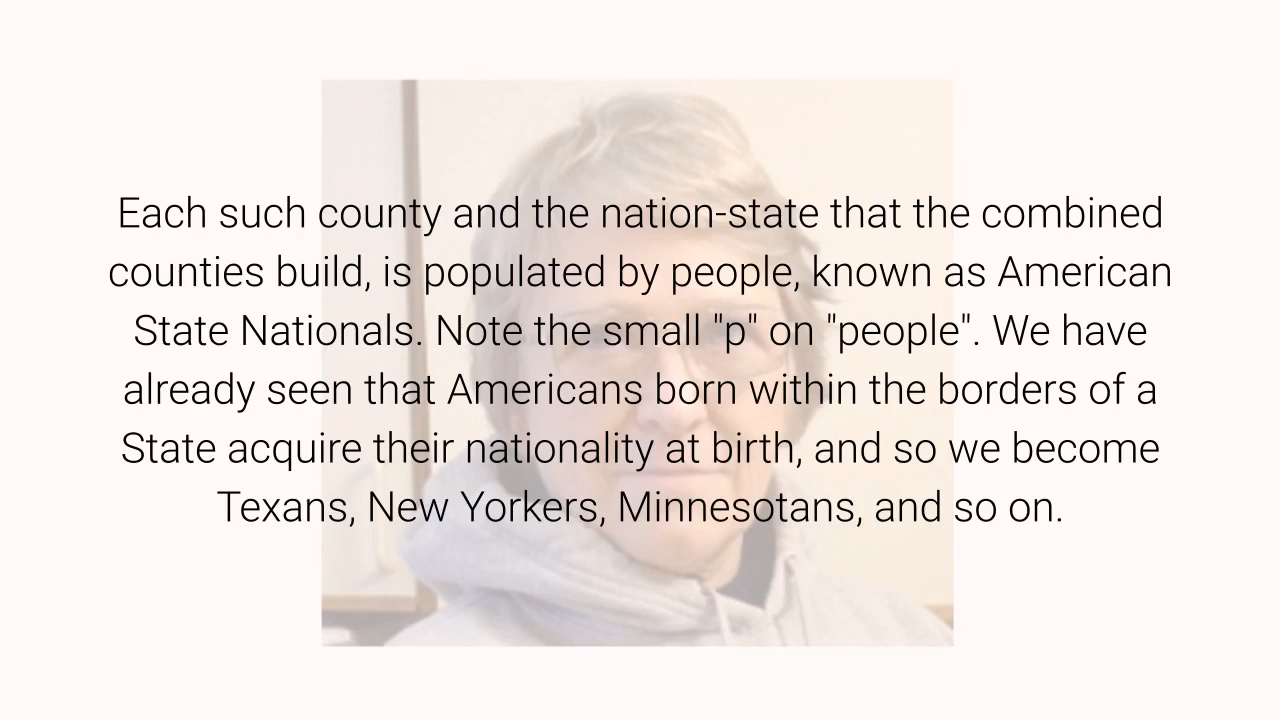 Each such county and the nation-state that the combined
counties build, is populated by people, known as American
State Nationals. Note the small "p" on "people". We have
already seen that Americans born within the borders of a
State acquire their nationality at birth, and so we become
Texans, New Yorkers, Minnesotans, and so on.